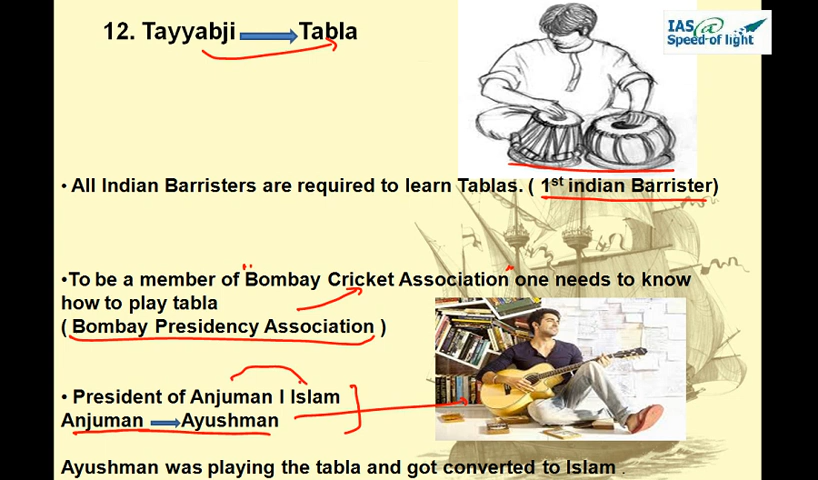 12. Tayyabji Tabla
IAS@
Speed of light
• All Indian Barristers are required to learn Tablas. ( 1st indian Barrister)
•To be a member of "Bombay Cricket Association" one needs to know
how to play tabla
( Bombay Presidency Association )
• President of Anjuman I Islam
Anjuman Ayushman
Ayushman was playing the tabla and got converted to Islam .